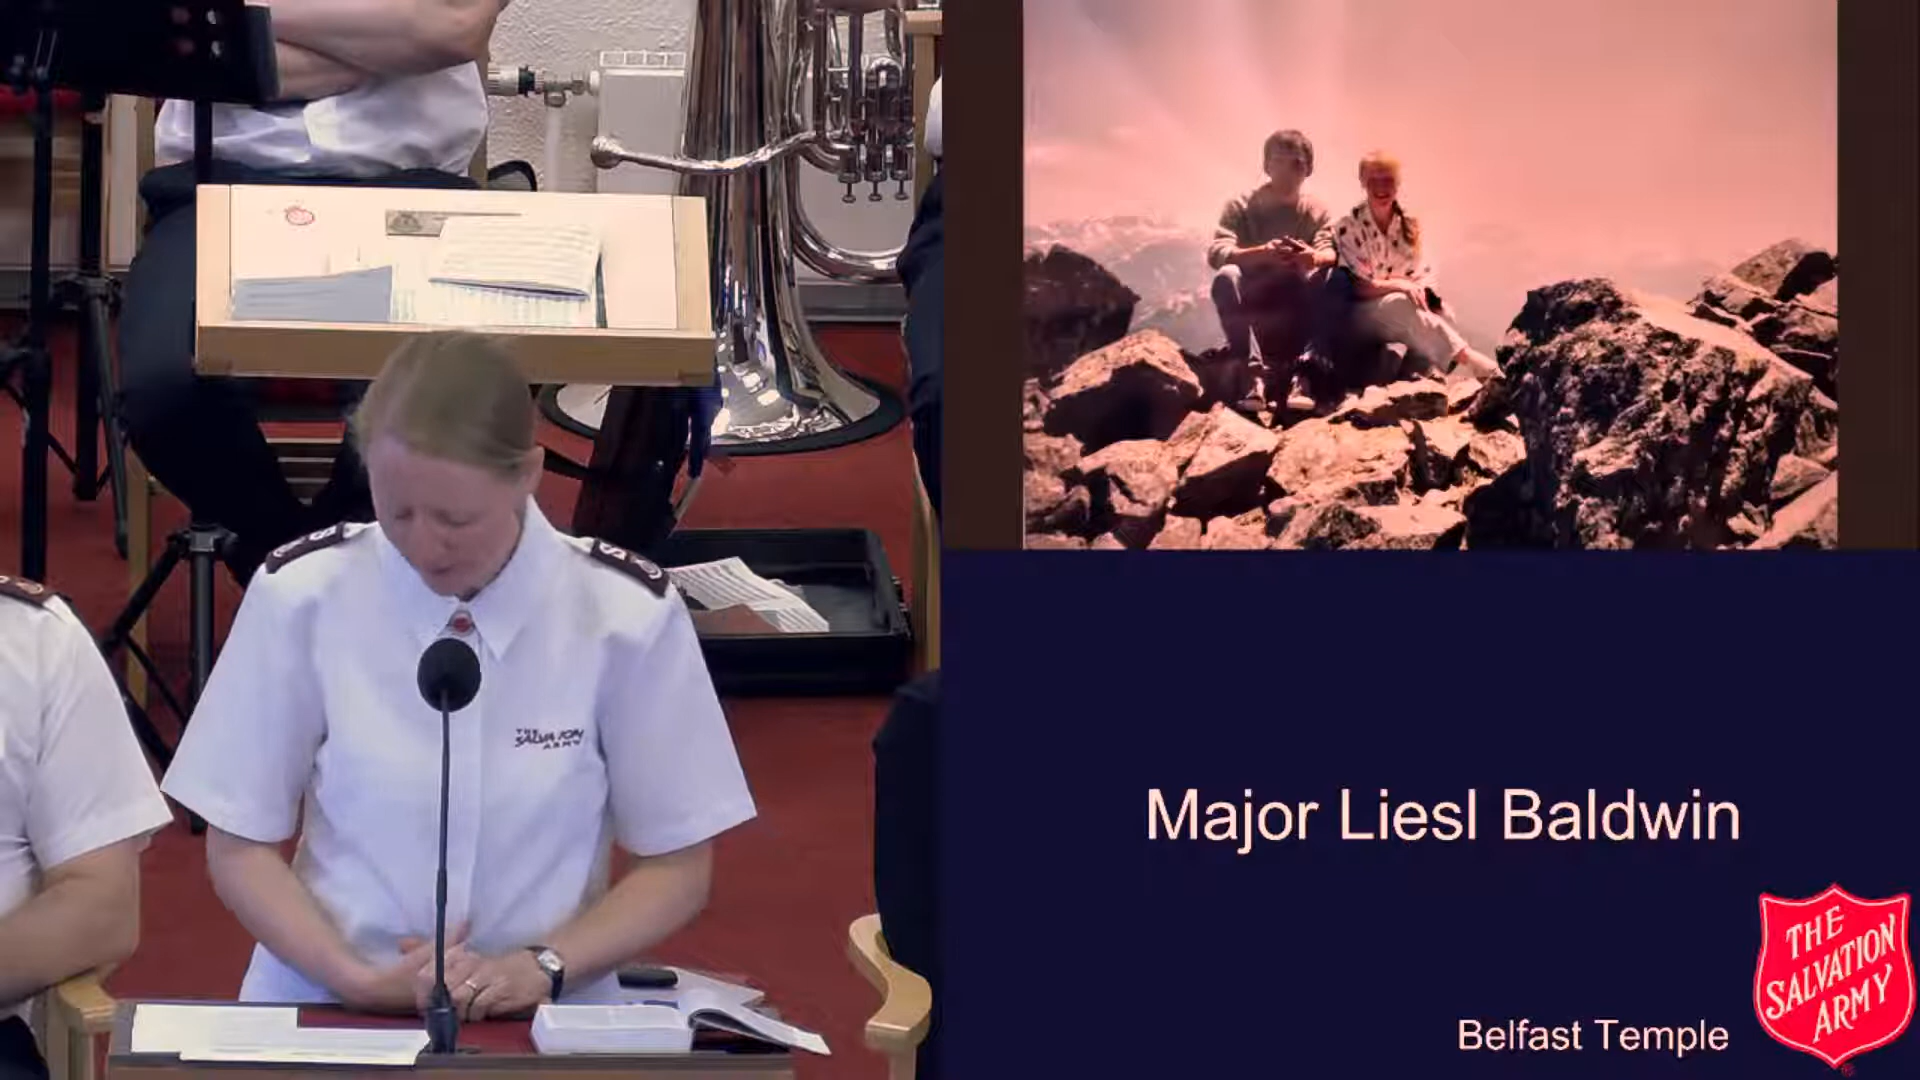 THE
SALVATION
ARMY
Major Liesl Baldwin
Belfast Temple
THE
SALVATION
ARMY